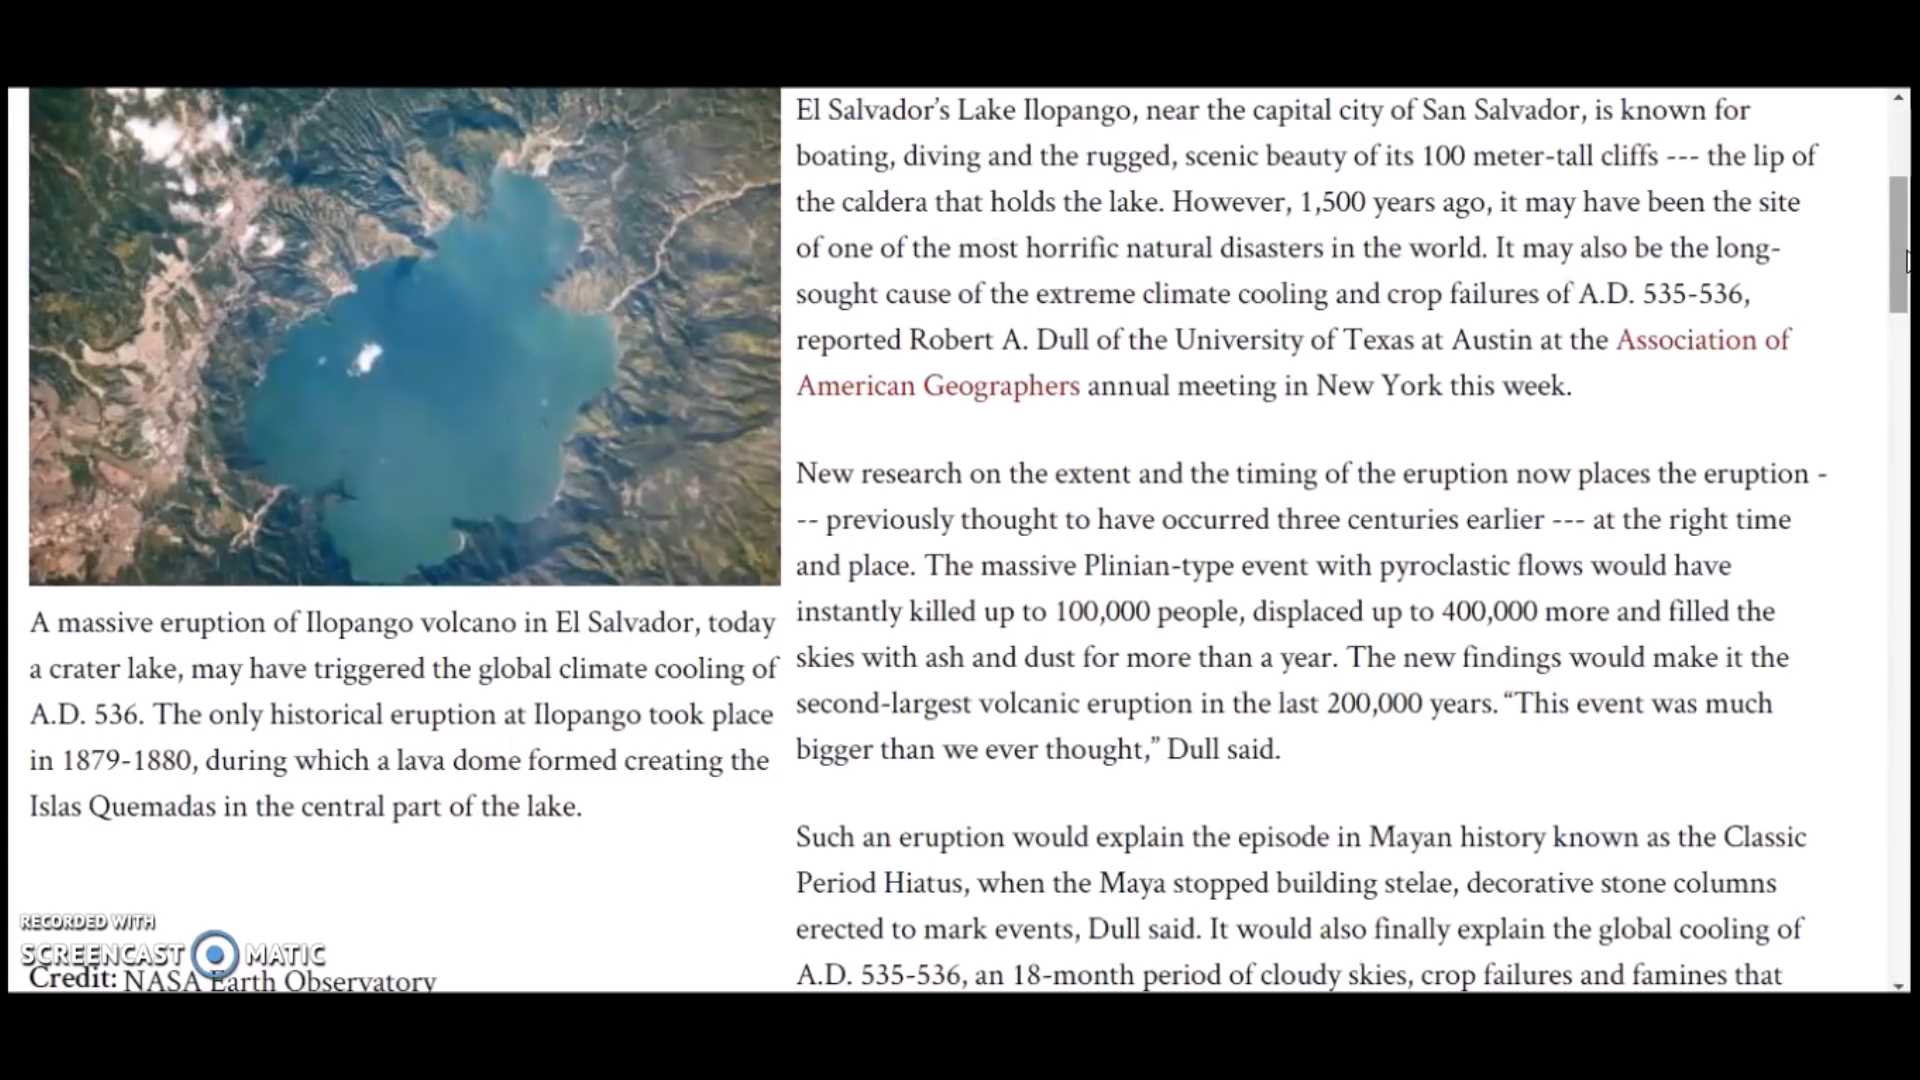 El Salvador’s Lake Ilopango, near the capital city of San Salvador, is known for
boating, diving and the rugged, scenic beauty of its 100 meter-tall cliffs --- the lip of
the caldera that holds the lake. However, 1,500 years ago, it may have been the site
of one of the most horrific natural disasters in the world. It may also be the long-
sought cause of the extreme climate cooling and crop failures of A.D. 535-536,
reported Robert A. Dull of the University of Texas at Austin at the Association of
American Geographers annual meeting in New York this week.
New research on the extent and the timing of the eruption now places the eruption -
-- previously thought to have occurred three centuries earlier --- at the right time
and place. The massive Plinian-type event with pyroclastic flows would have
instantly killed up to 100,000 people, displaced up to 400,000 more and filled the
skies with ash and dust for more than a year. The new findings would make it the
second-largest volcanic eruption in the last 200,000 years. “This event was much
bigger than we ever thought,” Dull said.
Such an eruption would explain the episode in Mayan history known as the Classic
Period Hiatus, when the Maya stopped building stelae, decorative stone columns
erected to mark events, Dull said. It would also finally explain the global cooling of
A.D. 535-536, an 18-month period of cloudy skies, crop failures and famines that
A massive eruption of Ilopango volcano in El Salvador, today
a crater lake, may have triggered the global climate cooling of
A.D. 536. The only historical eruption at Ilopango took place
in 1879-1880, during which a lava dome formed creating the
Islas Quemadas in the central part of the lake.
RECORDED WITH
SCREENCAST MATIC
Credit: NASA Earth Observatory